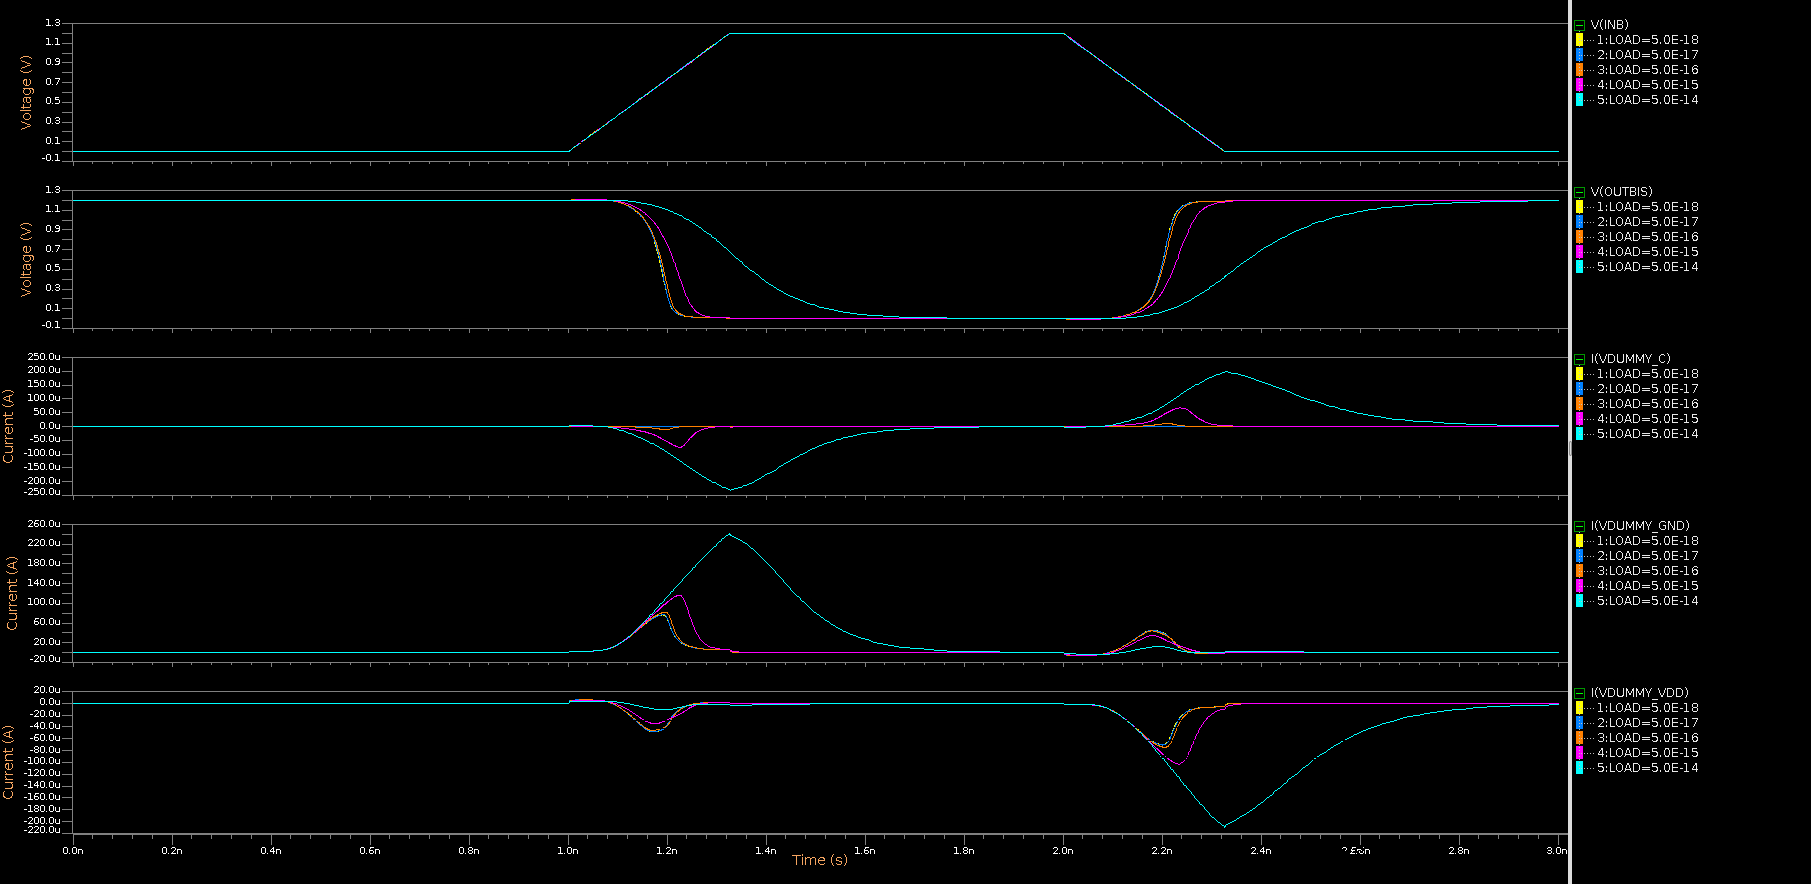 1.3
1.1
0.9
0.7
0.5
0.3
0.1
-0.1
Voltage (V)
V(INB)
1:LOAD=5.0E-18
2:LOAD=5.0E-17
3:LOAD=5.0E-16
4:LOAD=5.0E-15
5:LOAD=5.0E-14
1.3
1.1
0.9
0.7
0.5
0.3
0.1
-0.1
Voltage (V)
V(OUTBIS)
1:LOAD=5.0E-18
2:LOAD=5.0E-17
3:LOAD=5.0E-16
4:LOAD=5.0E-15
5:LOAD=5.0E-14
250.0u
200.0u
150.0u
100.0u
50.0u
0.0u
-50.0u
-100.0u
-150.0u
-200.0u
-250.0u
Current (A)
I(VDUMMY_C)
1:LOAD=5.0E-18
2:LOAD=5.0E-17
3:LOAD=5.0E-16
4:LOAD=5.0E-15
5:LOAD=5.0E-14
260.0u
220.0u
180.0u
140.0u
100.0u
60.0u
20.0u
-20.0u
Current (A)
I(VDUMMY_GND)
1:LOAD=5.0E-18
2:LOAD=5.0E-17
3:LOAD=5.0E-16
4:LOAD=5.0E-15
5:LOAD=5.0E-14
20.0u
0.0u
-20.0u
-40.0u
-60.0u
-80.0u
-100.0u
-120.0u
-140.0u
-160.0u
-180.0u
-200.0u
-220.0u
Current (A)
I(VDUMMY_VDD)
1:LOAD=5.0E-18
2:LOAD=5.0E-17
3:LOAD=5.0E-16
4:LOAD=5.0E-15
5:LOAD=5.0E-14
0.0n 0.2n 0.4n 0.6n 0.8n 1.0n 1.2n 1.4n 1.6n 1.8n 2.0n 2.2n 2.4n 2.8n 3.0n
Time (s)